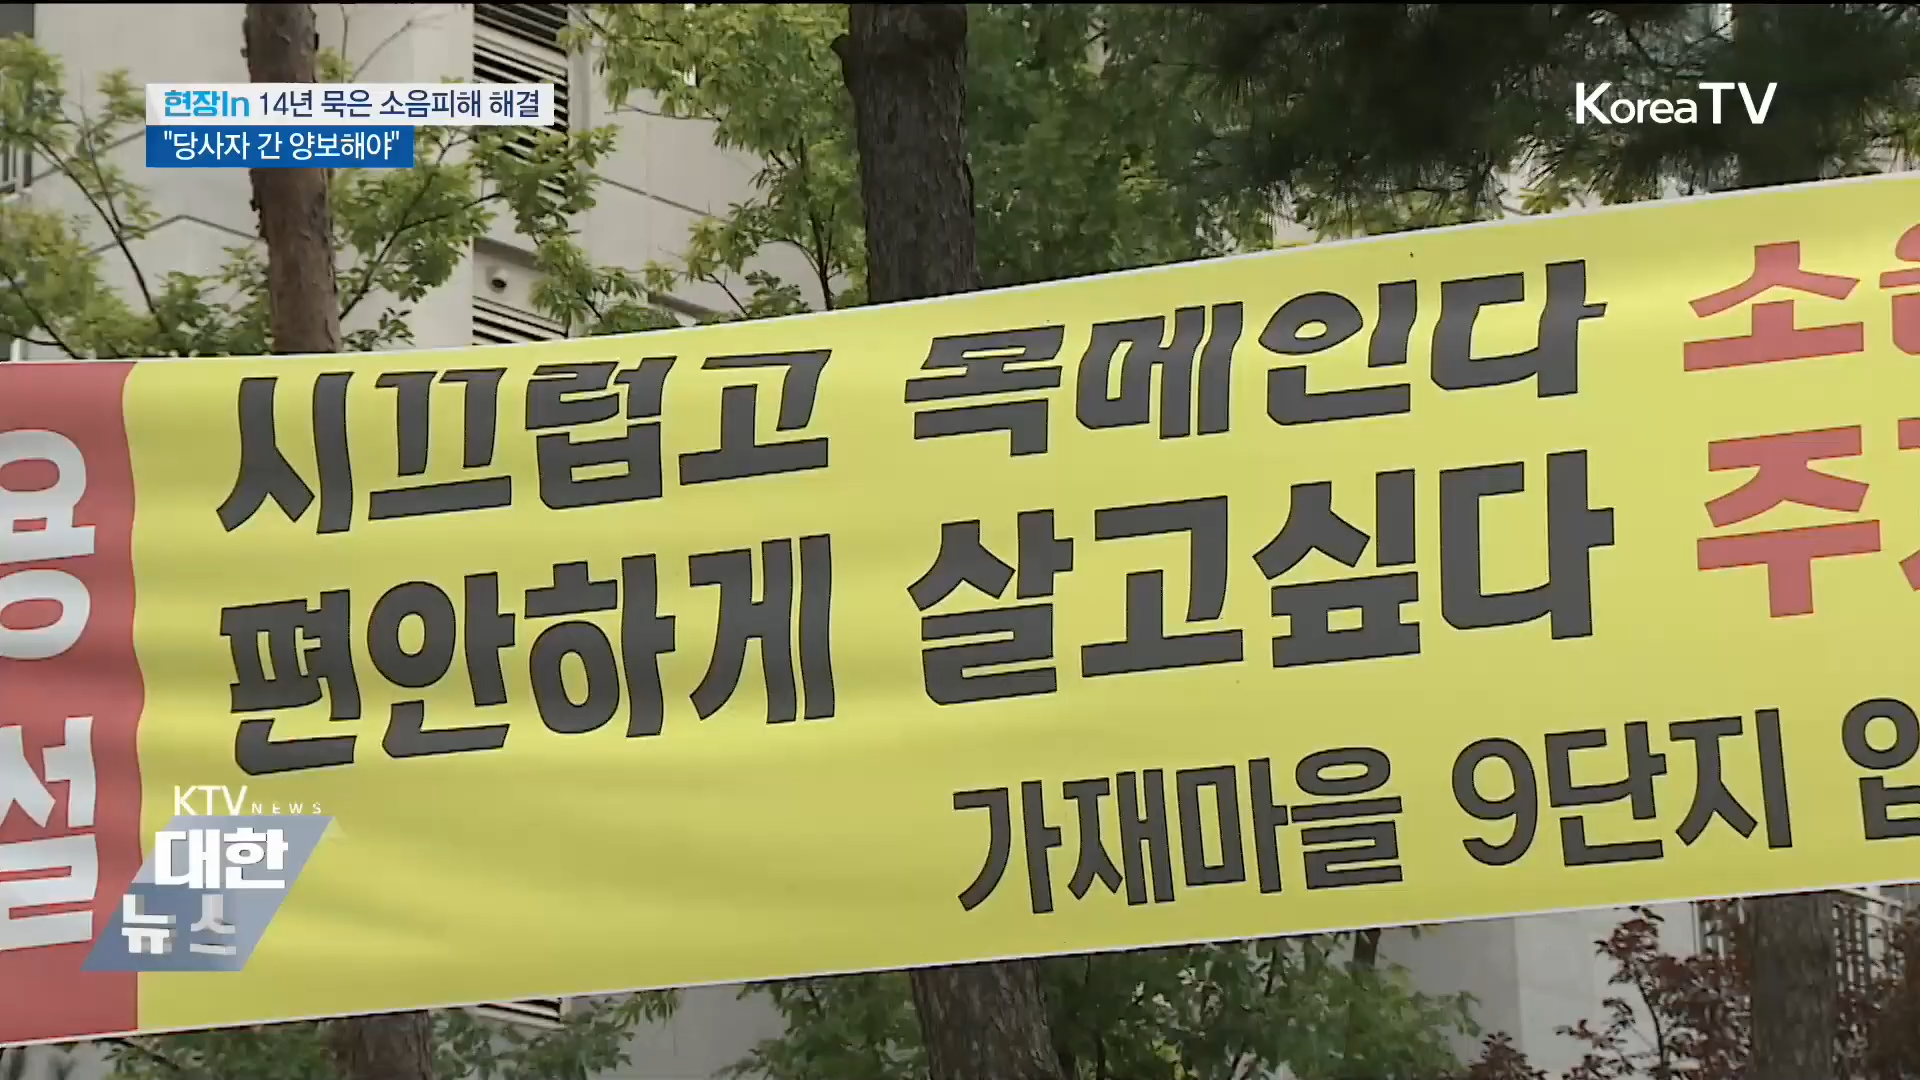 현장In 14년 묵은 소음피해 해결
"당사자 간 양보해야"
KoreaTV
시끄럽고 목메인다
편안하게 살고싶다
가재마을 9단지
KTV NEWS
대한
뉴스